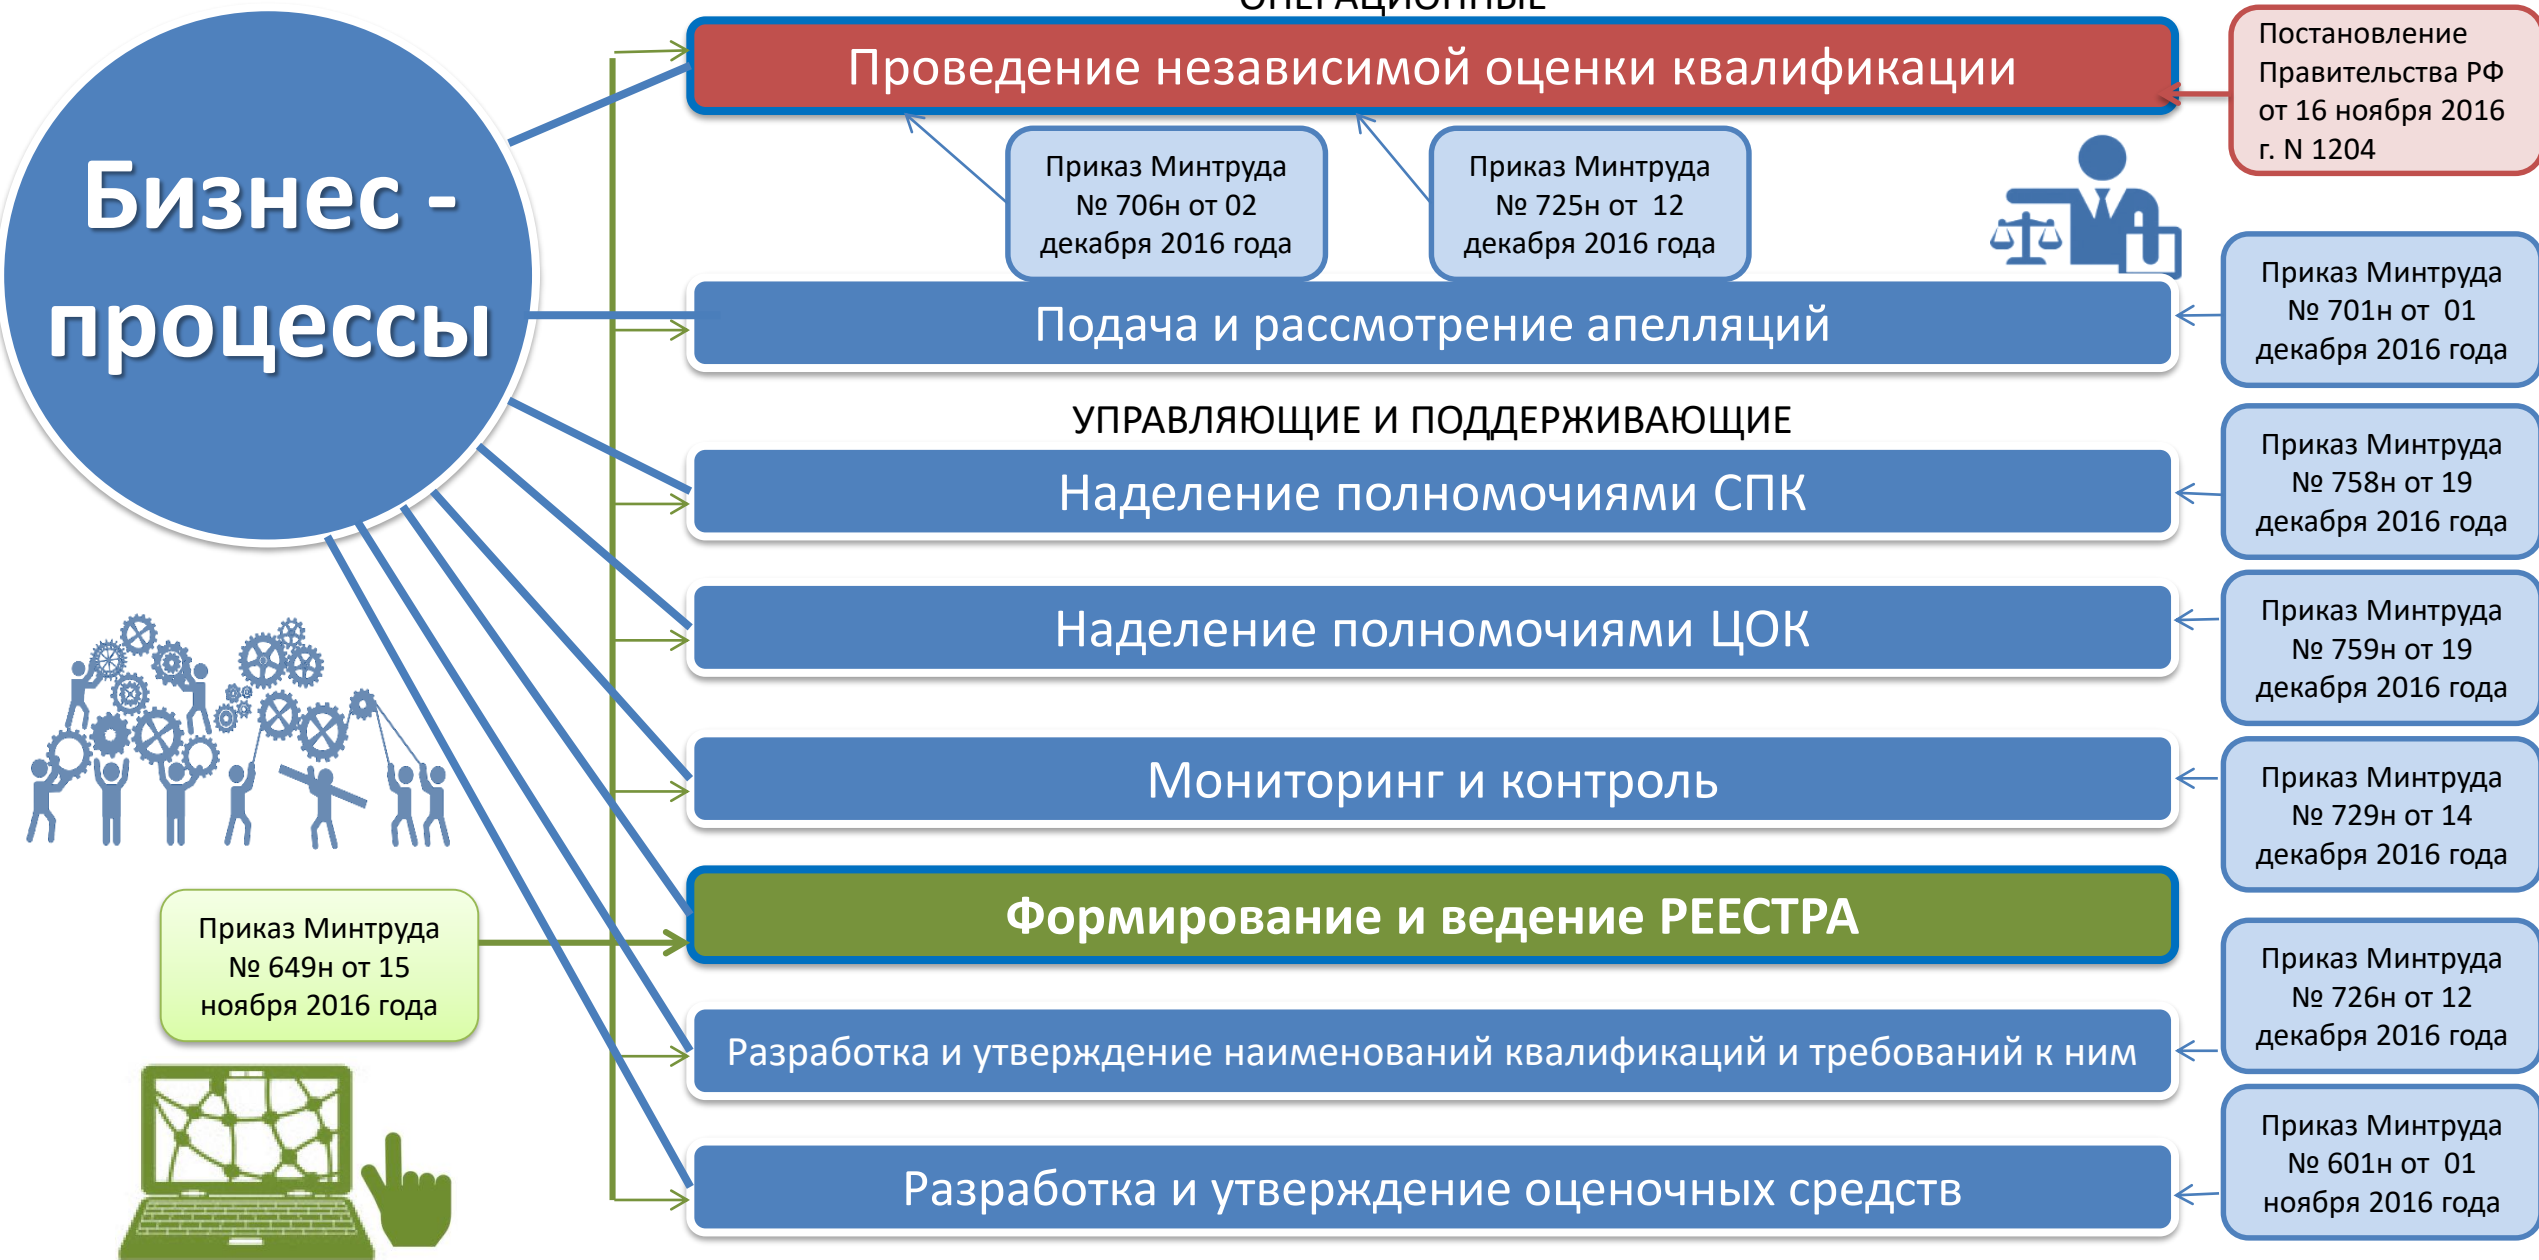 ОПЕРАЦИОННЫЕ
Бизнес -
процессы
Проведение независимой оценки квалификации
Постановление
Правительства РФ
от 16 ноября 2016
г. N 1204
Приказ Минтруда
№ 706н от 02
декабря 2016 года
Приказ Минтруда
№ 725н от 12
декабря 2016 года
Подача и рассмотрение апелляций
Приказ Минтруда
№ 701н от 01
декабря 2016 года
УПРАВЛЯЮЩИЕ И ПОДДЕРЖИВАЮЩИЕ
Наделение полномочиями СПК
Приказ Минтруда
№ 758н от 19
декабря 2016 года
Наделение полномочиями ЦОК
Приказ Минтруда
№ 759н от 19
декабря 2016 года
Мониторинг и контроль
Приказ Минтруда
№ 729н от 14
декабря 2016 года
Формирование и ведение РЕЕСТРА
Приказ Минтруда
№ 649н от 15
ноября 2016 года
Разработка и утверждение наименований квалификаций и требований к ним
Приказ Минтруда
№ 726н от 12
декабря 2016 года
Разработка и утверждение оценочных средств
Приказ Минтруда
№ 601н от 01
ноября 2016 года